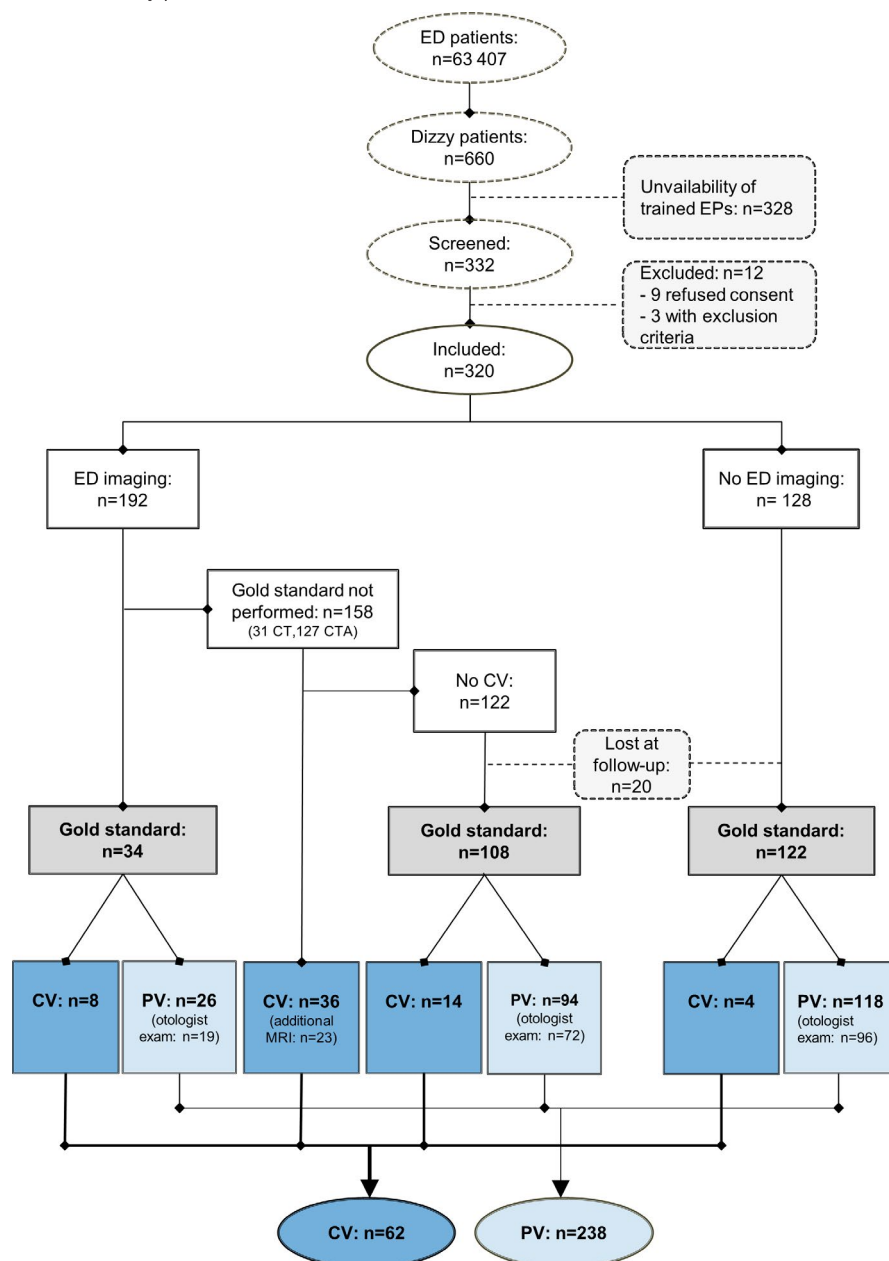 ED patients:
n=63 407
Dizzy patients:
n=660
Unvailability of
trained EPs: n=328
Screened:
n=332
Excluded: n=12
- 9 refused consent
- 3 with exclusion
criteria
Included:
n=320
ED imaging:
n=192
No ED imaging:
n= 128
Gold standard not
performed: n=158
(31 CT,127 CTA)
No CV:
n=122
Lost at
follow-up:
n=20
Gold standard:
n=34
Gold standard:
n=108
Gold standard:
n=122
CV: n=8
PV: n=26
(otologist
exam: n=19)
CV: n=36
(additional
MRI: n=23)
CV: n=14
PV: n=94
(otologist
exam: n=72)
CV: n=4
PV: n=118
(otologist
exam: n=96)
CV: n=62
PV: n=238